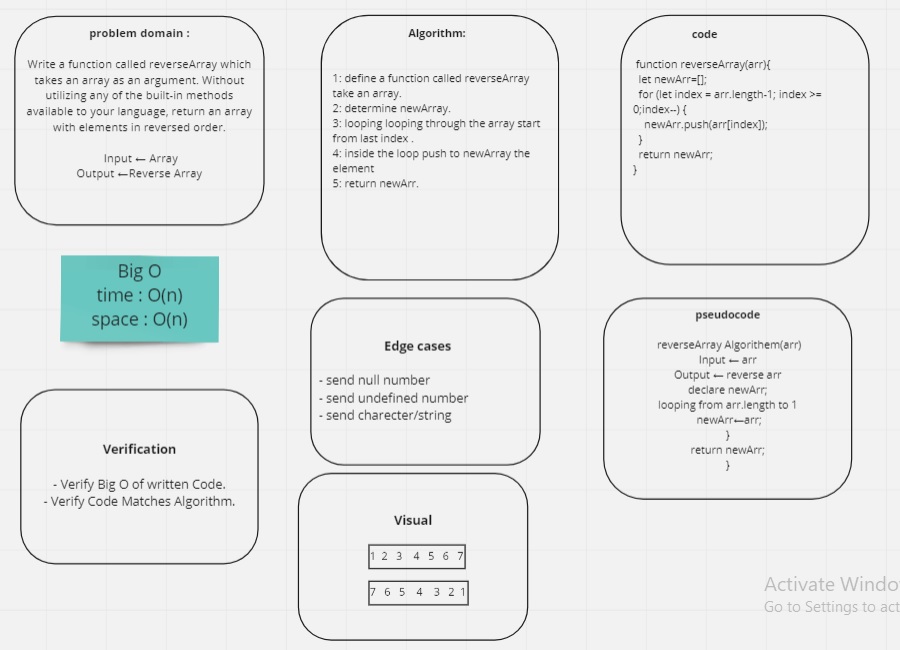 problem domain :
Write a function called reverseArray which
takes an array as an argument. Without
utilizing any of the built-in methods
available to your language, return an array
with elements in reversed order.
Input ← Array
Output ←Reverse Array
Algorithm:
1: define a function called reverseArray
take an array.
2: determine newArray.
3: looping looping through the array start
from last index .
4: inside the loop push to newArray the
element
5: return newArr.
code
function reverseArray(arr){
let newArr=[];
for (let index = arr.length-1; index >=
0;index--) {
newArr.push(arr[index]);
}
return newArr;
}
Big O
time : O(n)
space : O(n)
Edge cases
- send null number
- send undefined number
- send charecter/string
pseudocode
reverseArray Algorithem(arr)
Input ← arr
Output ← reverse arr
declare newArr;
looping from arr.length to 1
newArr←arr;
}
return newArr;
}
Verification
- Verify Big O of written Code.
- Verify Code Matches Algorithm.
Visual
1 2 3 4 5 6 7
7 6 5 4 3 2 1
Activate Windo
Go to Settings to act